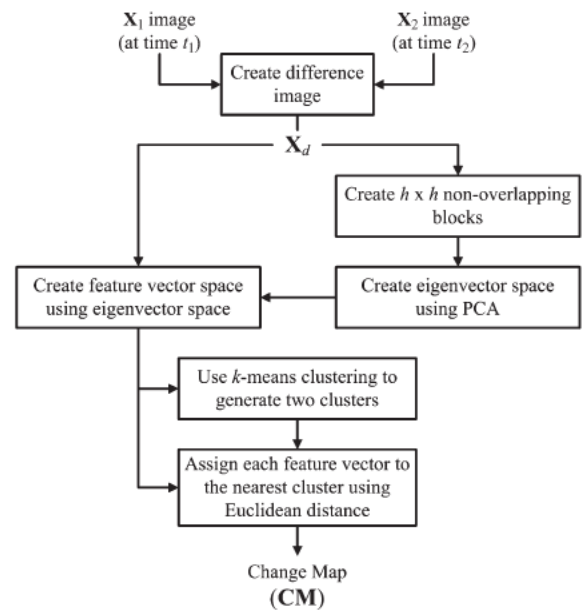 X₁ image
(at time t₁)
X₂ image
(at time t₂)
Create difference
image
X_d
Create h x h non-overlapping
blocks
Create feature vector space
using eigenvector space
Create eigenvector space
using PCA
Use k-means clustering to
generate two clusters
Assign each feature vector to
the nearest cluster using
Euclidean distance
Change Map
(CM)